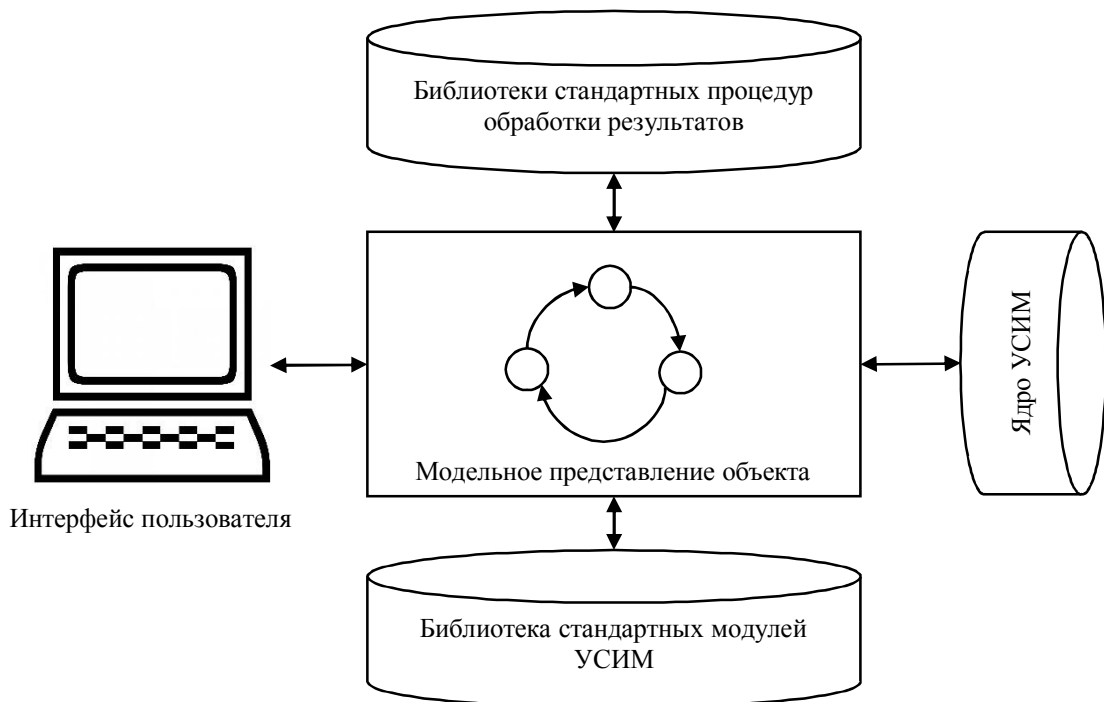 Библиотеки стандартных процедур
обработки результатов
Ядро УСИМ
Модельное представление объекта
Интерфейс пользователя
Библиотека стандартных модулей
УСИМ